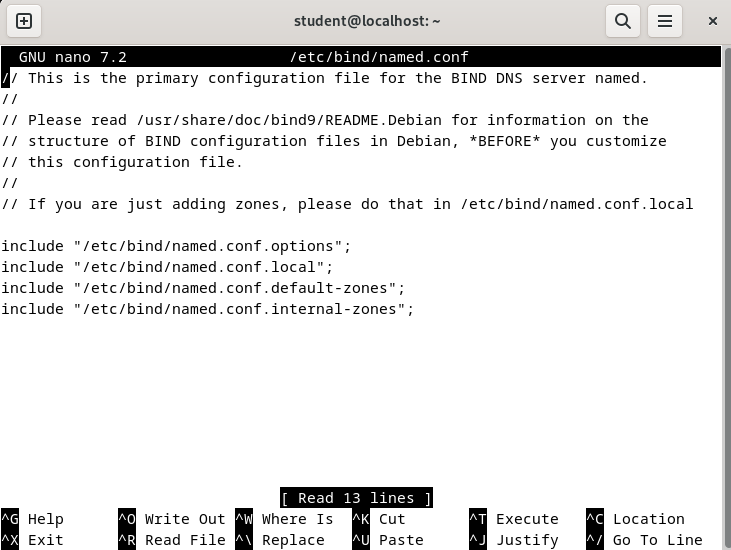 student@localhost: ~
GNU nano 7.2 /etc/bind/named.conf
// This is the primary configuration file for the BIND DNS server named.
//
// Please read /usr/share/doc/bind9/README.Debian for information on the
// structure of BIND configuration files in Debian, *BEFORE* you customize
// this configuration file.
//
// If you are just adding zones, please do that in /etc/bind/named.conf.local
include "/etc/bind/named.conf.options";
include "/etc/bind/named.conf.local";
include "/etc/bind/named.conf.default-zones";
include "/etc/bind/named.conf.internal-zones";
[ Read 13 lines ]
^G Help ^O Write Out ^W Where Is ^K Cut ^T Execute ^C Location
^X Exit ^R Read File ^\ Replace ^U Paste ^J Justify ^/ Go To Line